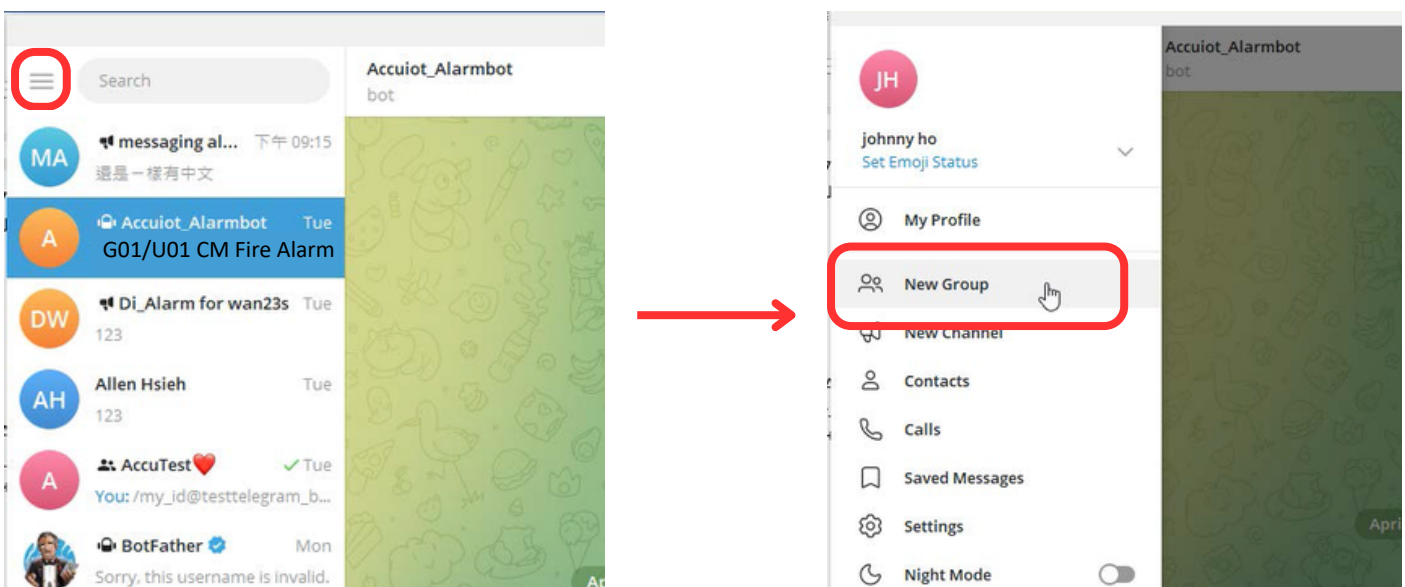 Search
Accuiot_Alarmbot
bot
MA
messaging al... 下午 09:15
還是一樣有中文
A
Accuiot_Alarmbot Tue
G01/U01 CM Fire Alarm
DW
Di_Alarm for wan23s Tue
123
AH
Allen Hsieh Tue
123
A
AccuTest❤️ Tue
You: /my_id@testtelegram_b...
BotFather Mon
Sorry, this username is invalid.
JH
johnny ho
Set Emoji Status
Accuiot_Alarmbot
bot
My Profile
New Group
New Channel
Contacts
Calls
Saved Messages
Settings
Night Mode